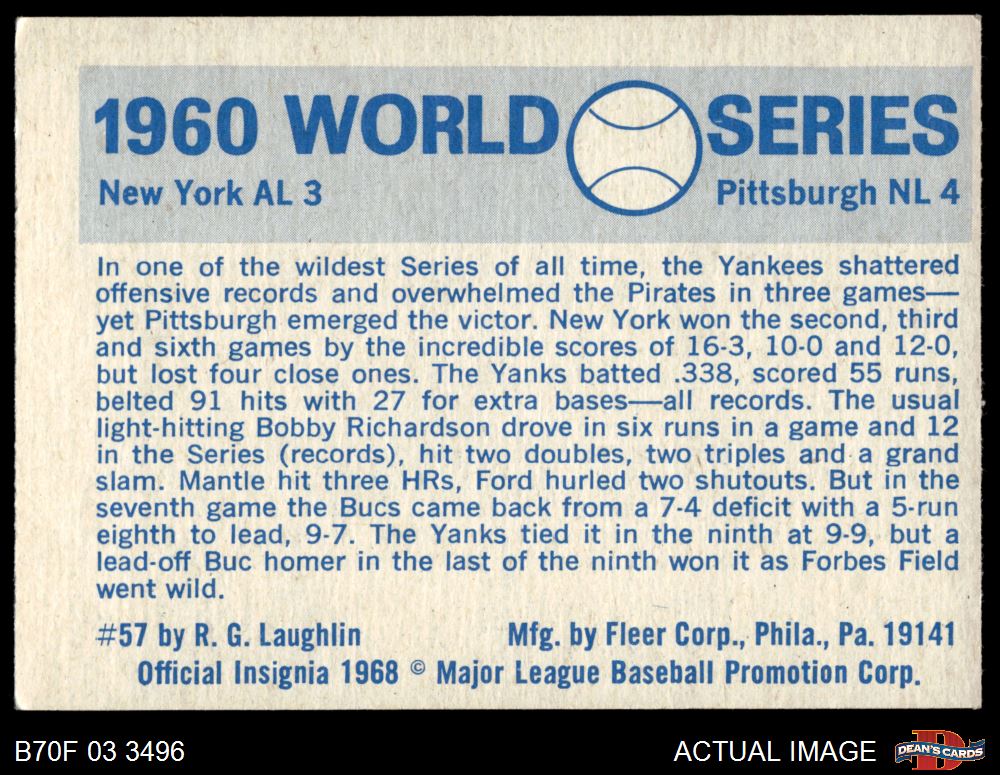 1960 WORLD SERIES
New York AL 3 Pittsburgh NL 4
In one of the wildest Series of all time, the Yankees shattered
offensive records and overwhelmed the Pirates in three games—
yet Pittsburgh emerged the victor. New York won the second, third
and sixth games by the incredible scores of 16-3, 10-0 and 12-0,
but lost four close ones. The Yanks batted .338, scored 55 runs,
belted 91 hits with 27 for extra bases—all records. The usual
light-hitting Bobby Richardson drove in six runs in a game and 12
in the Series (records), hit two doubles, two triples and a grand
slam. Mantle hit three HRs, Ford hurled two shutouts. But in the
seventh game the Bucs came back from a 7-4 deficit with a 5-run
eighth to lead, 9-7. The Yanks tied it in the ninth at 9-9, but a
lead-off Buc homer in the last of the ninth won it as Forbes Field
went wild.
#57 by R. G. Laughlin Mfg. by Fleer Corp., Phila., Pa. 19141
Official Insignia 1968 © Major League Baseball Promotion Corp.
B70F 03 3496 ACTUAL IMAGE D DEAN'S CARDS